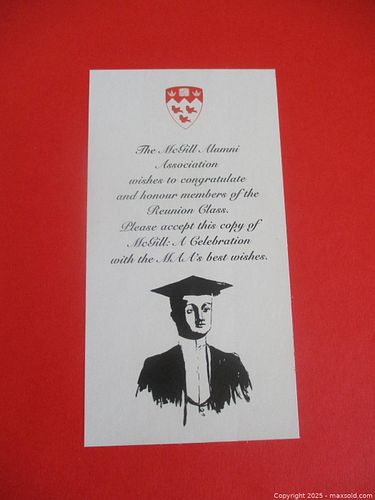 The McGill Alumni
Association
wishes to congratulate
and honour members of the
Reunion Class.
Please accept this copy of
McGill: A Celebration
with the MAA's best wishes.
Copyright 2025 - maxsold.com